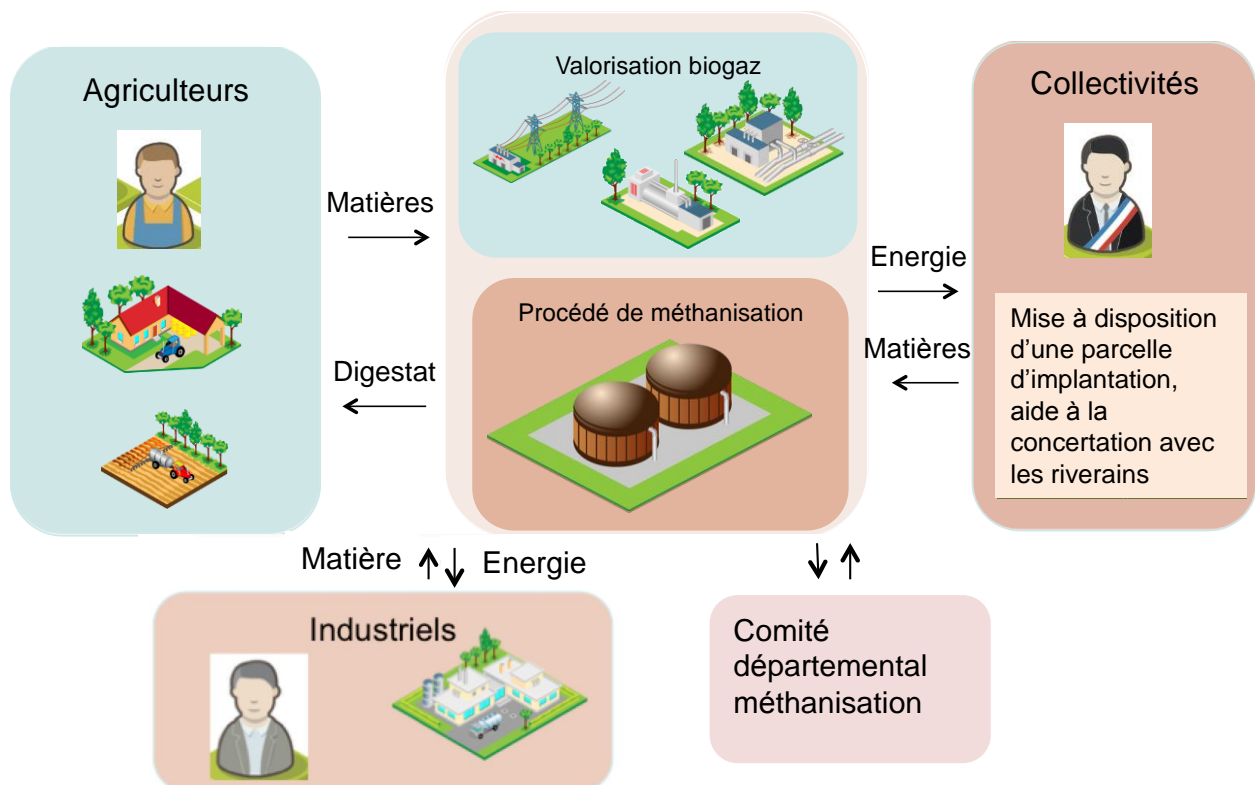 Agriculteurs
Matières
Digestat
Valorisation biogaz
Procédé de méthanisation
Energie
Matières
Collectivités
Mise à disposition
d’une parcelle
d’implantation,
aide à la
concertation avec
les riverains
Matière
Energie
Industriels
Comité
départemental
méthanisation